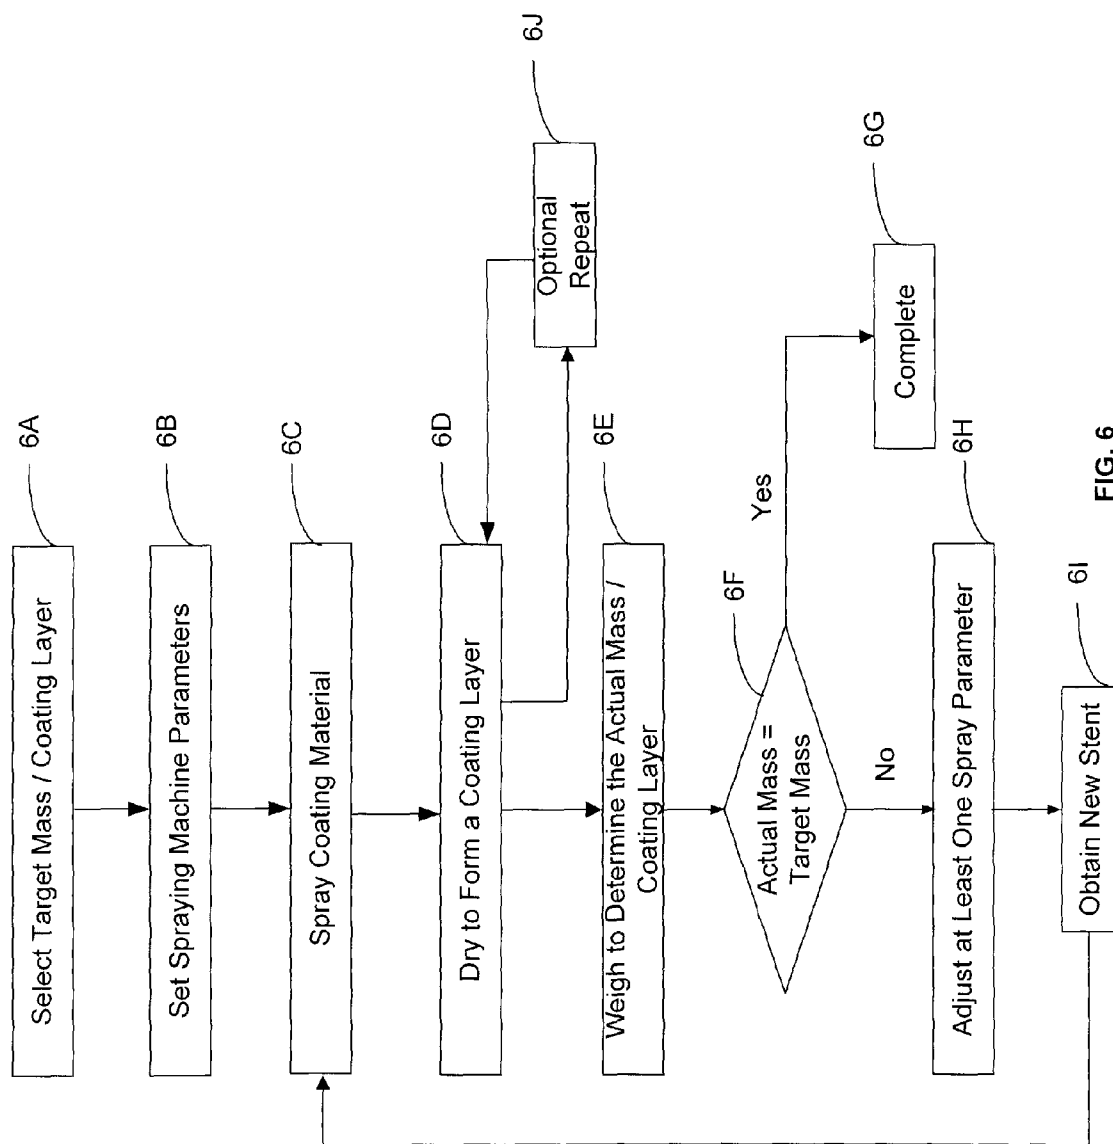 Select Target Mass / Coating Layer
6A
Set Spraying Machine Parameters
6B
Spray Coating Material
6C
Dry to Form a Coating Layer
6D
Optional
Repeat
6J
Weigh to Determine the Actual Mass /
Coating Layer
6E
Actual Mass =
Target Mass
6F
Yes
Complete
6G
No
Adjust at Least One Spray Parameter
6H
Obtain New Stent
6I
FIG. 6